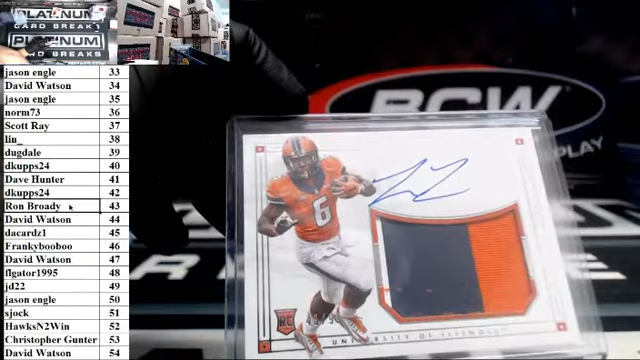 PLATINUM
CARD BREAKS
PLATINUM
CARD BREAKS
jason engle 33
David Watson 34
jason engle 35
norm73 36
Scott Ray 37
lin_ 38
dugdale 39
dkupps24 40
Dave Hunter 41
dkupps24 42
Ron Broady 43
David Watson 44
dacardz1 45
Frankybooboo 46
David Watson 47
flgator1995 48
jd22 49
jason engle 50
sjock 51
HawksN2Win 52
Christopher Gunter 53
David Watson 54
BCW
PLAY
6
RC
UNIVERSITY OF